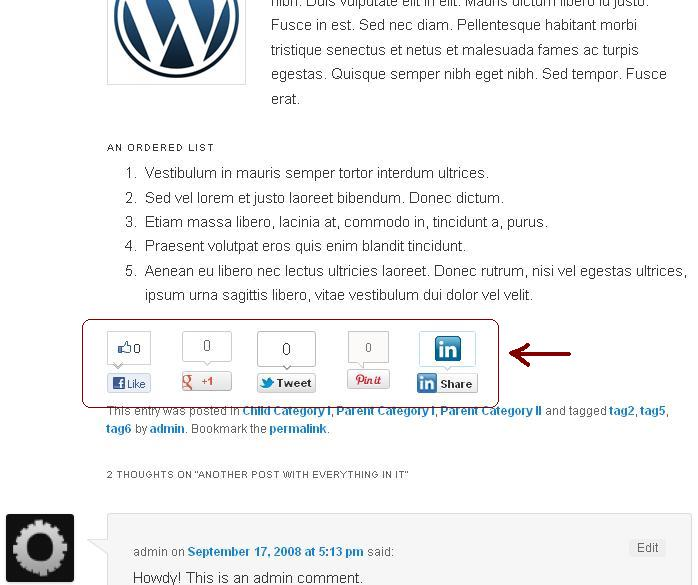 nibh. Duis vulputate elit in elit. Mauris dictum libero id justo.
Fusce in est. Sed nec diam. Pellentesque habitant morbi
tristique senectus et netus et malesuada fames ac turpis
egestas. Quisque semper nibh eget nibh. Sed tempor. Fusce
erat.
AN ORDERED LIST
1. Vestibulum in mauris semper tortor interdum ultrices.
2. Sed vel lorem et justo laoreet bibendum. Donec dictum.
3. Etiam massa libero, lacinia at, commodo in, tincidunt a, purus.
4. Praesent volutpat eros quis enim blandit tincidunt.
5. Aenean eu libero nec lectus ultricies laoreet. Donec rutrum, nisi vel egestas ultrices,
ipsum urna sagittis libero, vitae vestibulum dui dolor vel velit.
0 0 0 0 in
f Like g +1 Tweet Pin it in Share
This entry was posted in Child Category I, Parent Category I, Parent Category II and tagged tag2, tag5,
tag6 by admin. Bookmark the permalink.
2 THOUGHTS ON "ANOTHER POST WITH EVERYTHING IN IT"
admin on September 17, 2008 at 5:13 pm said:
Edit
Howdy! This is an admin comment.